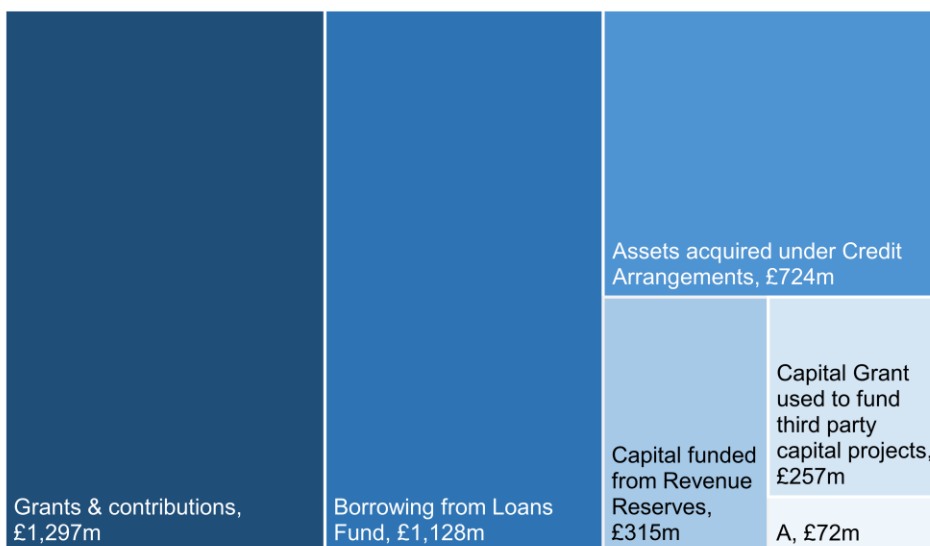 Grants & contributions,
£1,297m
Borrowing from Loans
Fund, £1,128m
Assets acquired under Credit
Arrangements, £724m
Capital funded
from Revenue
Reserves,
£315m
Capital Grant
used to fund
third party
capital projects,
£257m
A, £72m